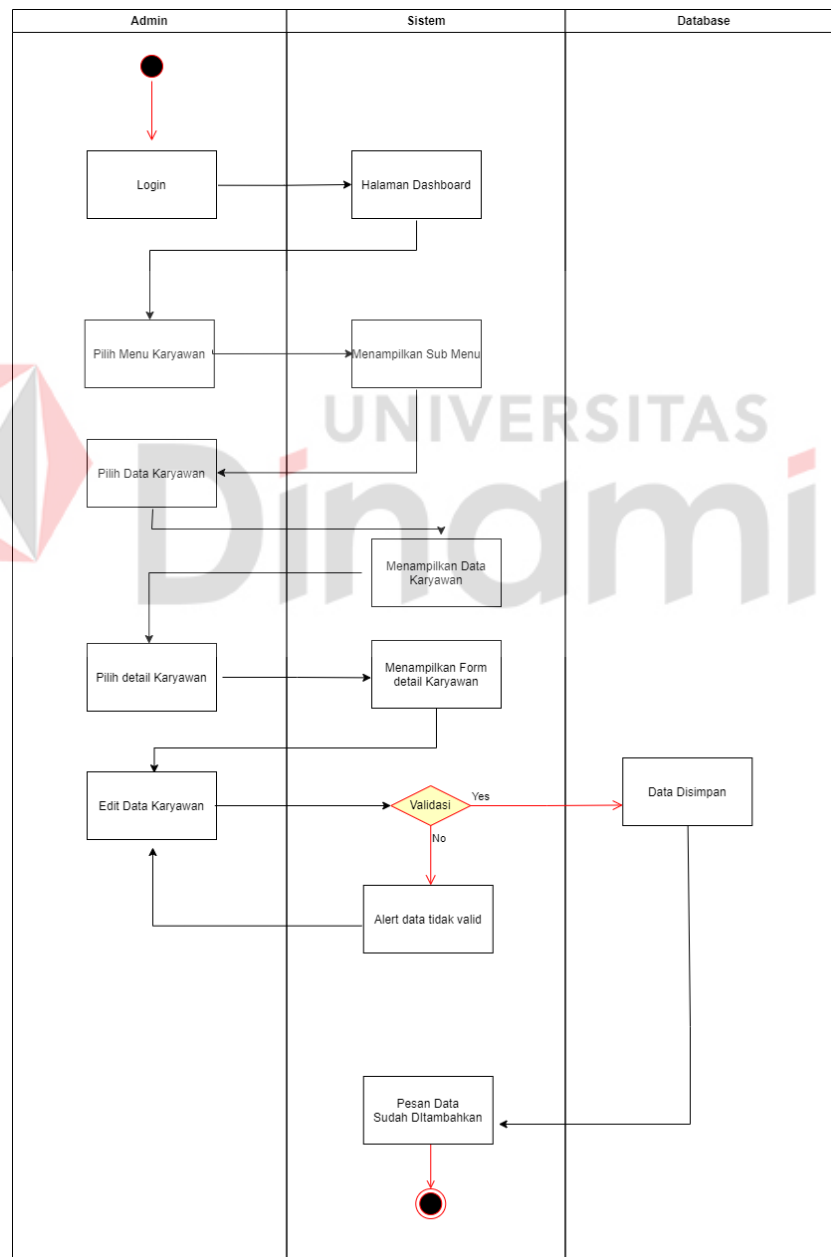 Admin
Sistem
Database
Login
Halaman Dashboard
Pilih Menu Karyawan
Menampilkan Sub Menu
UNIVERSITAS
Dinami
Pilih Data Karyawan
Menampilkan Data
Karyawan
Pilih detail Karyawan
Menampilkan Form
detail Karyawan
Edit Data Karyawan
Validasi
Yes
Data Disimpan
No
Alert data tidak valid
Pesan Data
Sudah DItambahkan